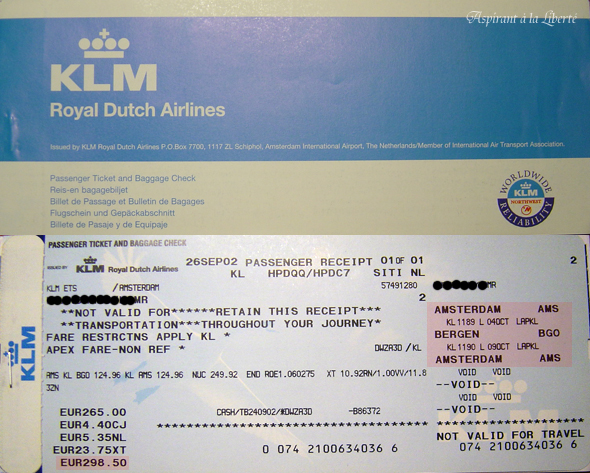 Aspirant à la Liberté
KLM
Royal Dutch Airlines
Issued by KLM Royal Dutch Airlines P.O.Box 7700, 1117 ZL Schiphol, Amsterdam International Airport, The Netherlands/Member of International Air Transport Association.
Passenger Ticket and Baggage Check
Reis-en bagagebiljet
Billet de Passage et Bulletin de Bagages
Flugschein und Gepäckabschnitt
Billete de Pasaje y de Equipaje
WORLDWIDE
KLM
NORTHWEST
RELIABILITY
PASSENGER TICKET AND BAGGAGE CHECK
ISSUED BY KLM Royal Dutch Airlines 26SEP02 PASSENGER RECEIPT 01OF 01 2
KL HPDQQ/HPDC7 SITI NL
KLM ETS /AMSTERDAM 57491280 MR
MR 2
**NOT VALID FOR******RETAIN THIS RECEIPT*** AMSTERDAM AMS
**TRANSPORTATION***THROUGHOUT YOUR JOURNEY* KL1189 L 04OCT LAPKL
FARE RESTRCTNS APPLY KL * BERGEN BGO
APEX FARE-NON REF * DWZR3D /KL KL1190 L 09OCT LAPKL
AMSTERDAM AMS
AMS KL BGO 124.96 KL AMS 124.96 NUC 249.92 END ROE1.060275 XT 10.92RN/1.00VV/11.8 VOID VOID
3ZN --VOID--
VOID VOID
EUR265.00 CASH/TB240902/KDWZR3D -B86372 --VOID--
EUR4.40CJ
EUR5.35NL NOT VALID FOR TRAVEL
EUR23.75XT 0 074 2100634036 6 074 2100634036 6
EUR298.50
KLM